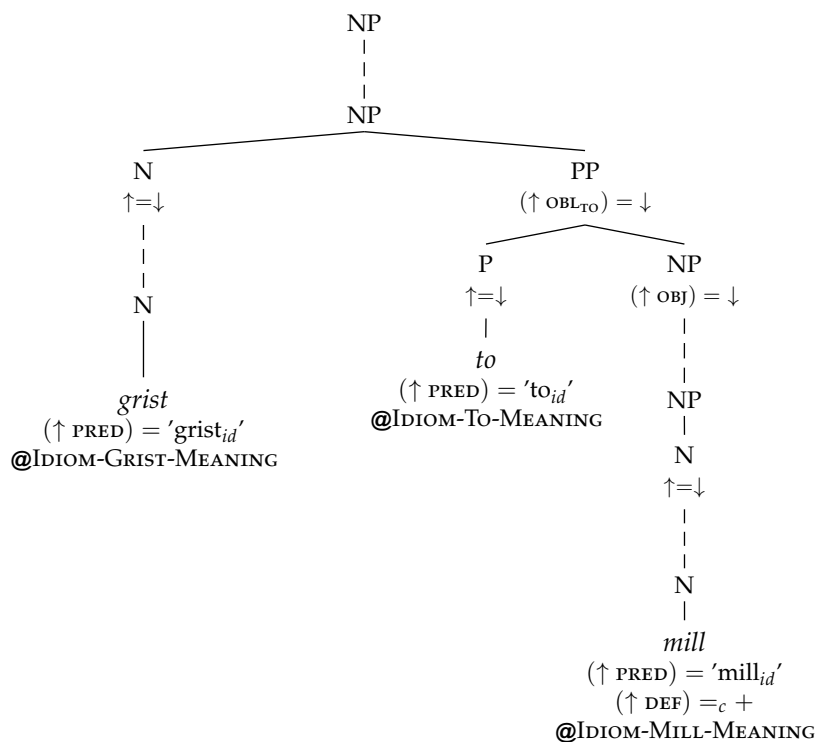 NP
NP
N PP
↑=↓ (↑ OBL_TO) = ↓
P NP
N ↑=↓ (↑ OBJ) = ↓
to
grist (↑ PRED) = 'to_id' NP
(↑ PRED) = 'grist_id' @IDIOM-TO-MEANING
@IDIOM-GRIST-MEANING N
↑=↓
N
mill
(↑ PRED) = 'mill_id'
(↑ DEF) =_c +
@IDIOM-MILL-MEANING